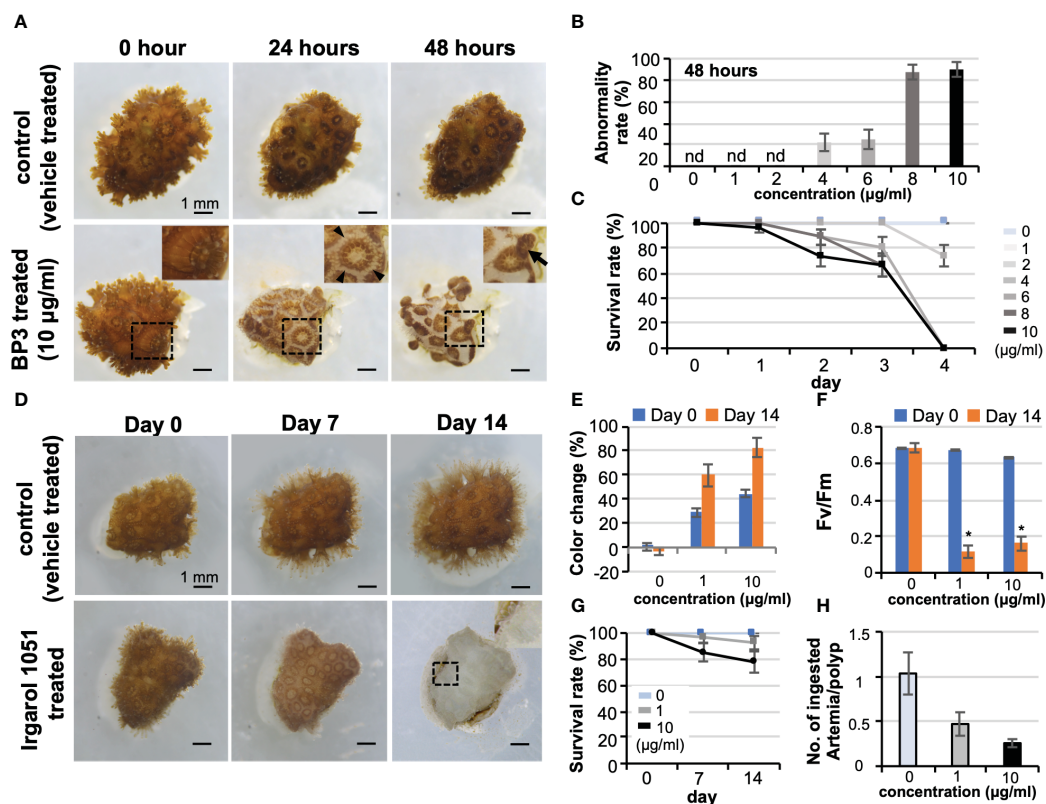 A
0 hour
24 hours
48 hours
control
(vehicle treated)
1 mm
BP3 treated
(10 µg/ml)
B
48 hours
Abnormality
rate (%)
100
80
60
40
20
0
nd
nd
nd
0
1
2
4
6
8
10
concentration (µg/ml)
C
Survival rate (%)
100
80
60
40
20
0
0
1
2
3
4
day
0
1
2
4
6
8
10
(µg/ml)
D
Day 0
Day 7
Day 14
control
(vehicle treated)
1 mm
Irgarol 1051
treated
E
Day 0
Day 14
Color change (%)
100
80
60
40
20
0
-20
0
1
10
concentration (µg/ml)
F
Day 0
Day 14
Fv/Fm
0.8
0.6
0.4
0.2
0
*
*
0
1
10
concentration (µg/ml)
G
Survival rate (%)
100
80
60
40
20
0
0
1
10
(µg/ml)
0
7
14
day
H
No. of ingested
Artemia/polyp
1.5
1
0.5
0
0
1
10
concentration (µg/ml)